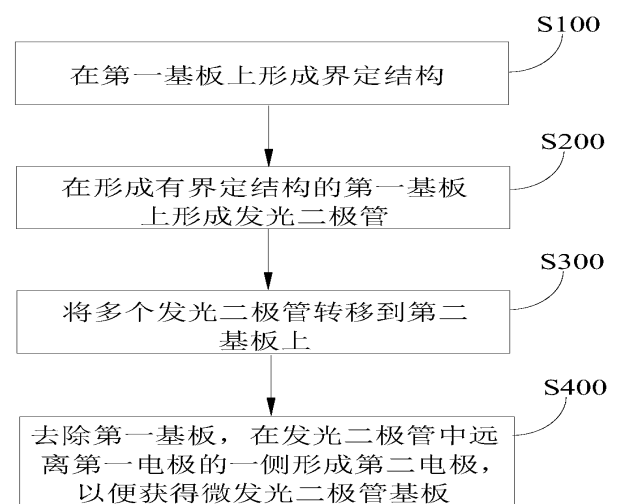 S100
在第一基板上形成界定结构
S200
在形成有界定结构的第一基板
上形成发光二极管
S300
将多个发光二极管转移到第二
基板上
S400
去除第一基板，在发光二极管中远
离第一电极的一侧形成第二电极，
以便获得微发光二极管基板